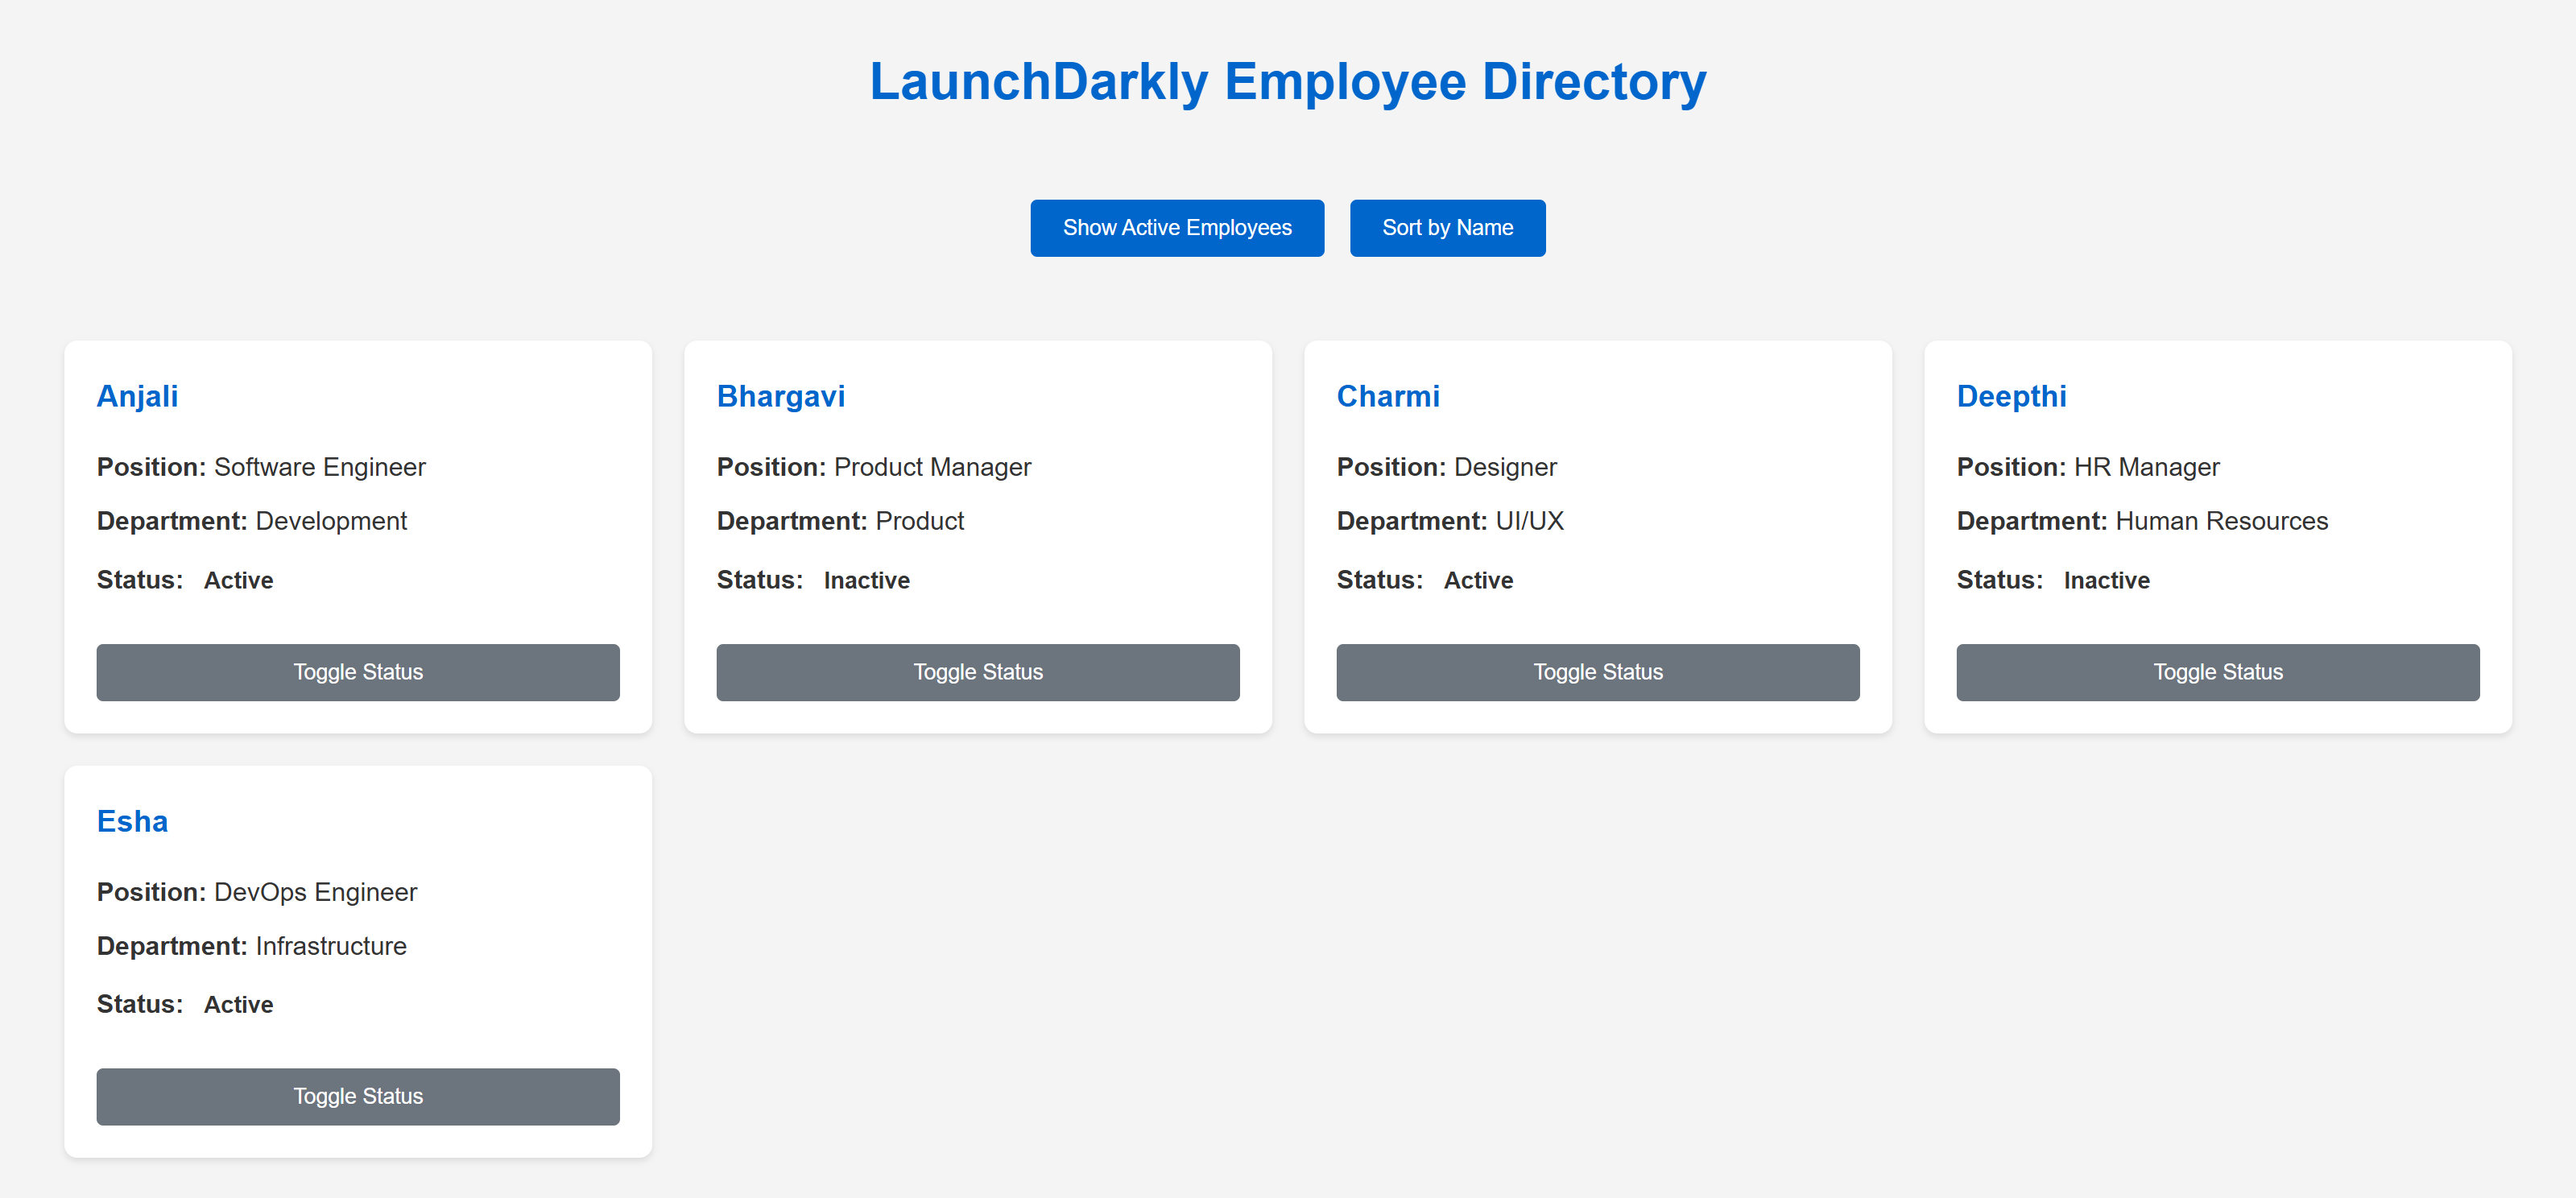 LaunchDarkly Employee Directory
Show Active Employees
Sort by Name
Anjali
Position: Software Engineer
Department: Development
Status: Active
Toggle Status
Bhargavi
Position: Product Manager
Department: Product
Status: Inactive
Toggle Status
Charmi
Position: Designer
Department: UI/UX
Status: Active
Toggle Status
Deepthi
Position: HR Manager
Department: Human Resources
Status: Inactive
Toggle Status
Esha
Position: DevOps Engineer
Department: Infrastructure
Status: Active
Toggle Status